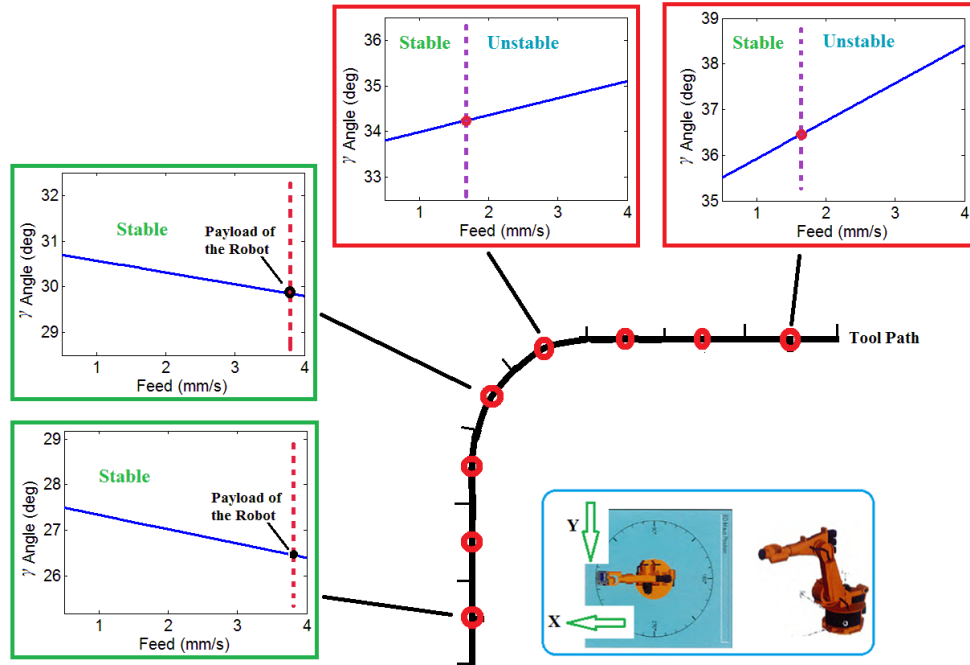 36
35
34
33
γ Angle (deg)
Stable
Unstable
1
2
3
4
Feed (mm/s)
39
38
37
36
35
γ Angle (deg)
Stable
Unstable
1
2
3
4
Feed (mm/s)
32
31
30
29
γ Angle (deg)
Stable
Payload of
the Robot
1
2
3
4
Feed (mm/s)
Tool Path
29
28
27
26
γ Angle (deg)
Stable
Payload of
the Robot
0
1
2
3
4
Feed (mm/s)
Y
X